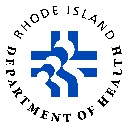 RHODE ISLAND
DEPARTMENT OF HEALTH